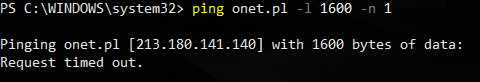 PS C:\WINDOWS\system32> ping onet.pl -l 1600 -n 1
Pinging onet.pl [213.180.141.140] with 1600 bytes of data:
Request timed out.